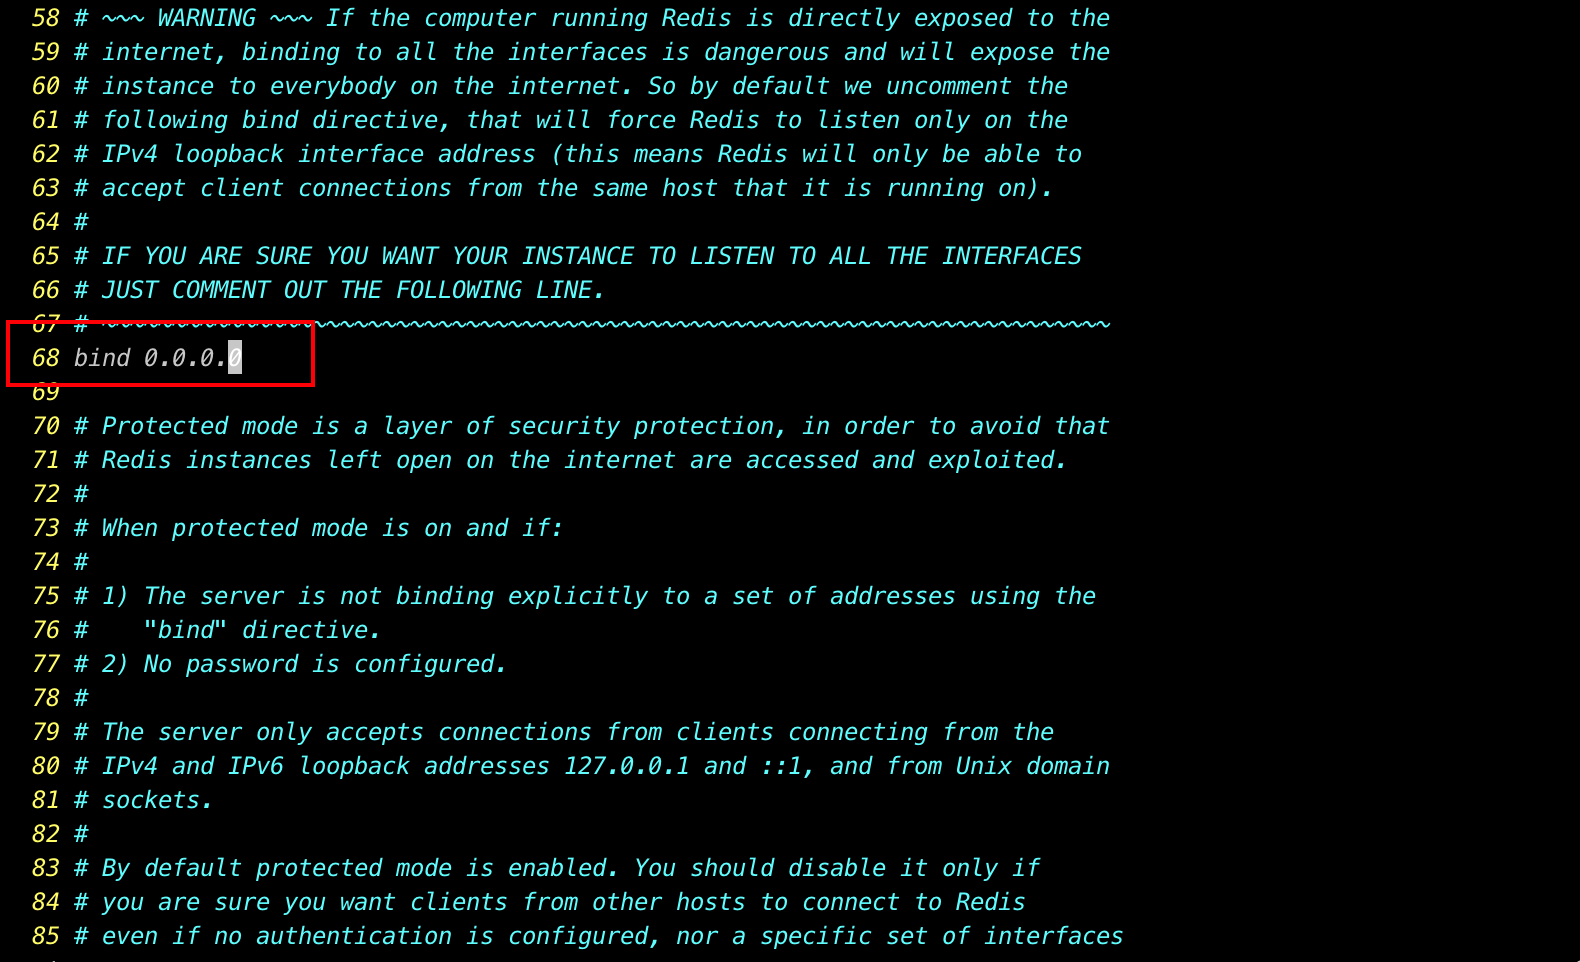 58 # ~~~ WARNING ~~~ If the computer running Redis is directly exposed to the
59 # internet, binding to all the interfaces is dangerous and will expose the
60 # instance to everybody on the internet. So by default we uncomment the
61 # following bind directive, that will force Redis to listen only on the
62 # IPv4 loopback interface address (this means Redis will only be able to
63 # accept client connections from the same host that it is running on).
64 #
65 # IF YOU ARE SURE YOU WANT YOUR INSTANCE TO LISTEN TO ALL THE INTERFACES
66 # JUST COMMENT OUT THE FOLLOWING LINE.
67 # ~~~~~~~~~~~~~~~~~~~~~~~~~~~~~~~~~~~~~~~~~~~~~~~~~~~~~~~~~~~~~~~~~~~~~~~~
68 bind 0.0.0.0
69
70 # Protected mode is a layer of security protection, in order to avoid that
71 # Redis instances left open on the internet are accessed and exploited.
72 #
73 # When protected mode is on and if:
74 #
75 # 1) The server is not binding explicitly to a set of addresses using the
76 #    "bind" directive.
77 # 2) No password is configured.
78 #
79 # The server only accepts connections from clients connecting from the
80 # IPv4 and IPv6 loopback addresses 127.0.0.1 and ::1, and from Unix domain
81 # sockets.
82 #
83 # By default protected mode is enabled. You should disable it only if
84 # you are sure you want clients from other hosts to connect to Redis
85 # even if no authentication is configured, nor a specific set of interfaces